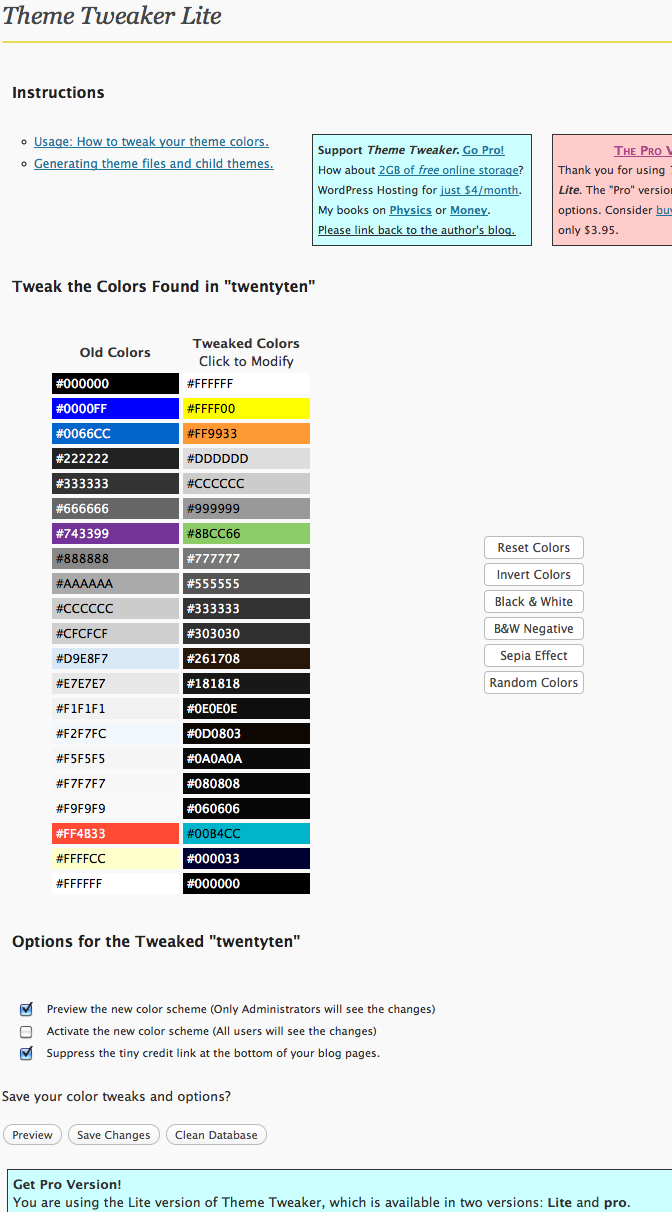 Theme Tweaker Lite
Instructions
Usage: How to tweak your theme colors.
Generating theme files and child themes.
Support Theme Tweaker. Go Pro!
How about 2GB of free online storage?
WordPress Hosting for just $4/month.
My books on Physics or Money.
Please link back to the author's blog.
The Pro V
Thank you for using
Lite. The "Pro" versio
options. Consider bu
only $3.95.
Tweak the Colors Found in "twentyten"
Old Colors
Tweaked Colors
Click to Modify
#000000 #FFFFFF
#0000FF #FFFF00
#0066CC #FF9933
#222222 #DDDDDD
#333333 #CCCCCC
#666666 #999999
#743399 #8BCC66
#888888 #777777
#AAAAAA #555555
#CCCCCC #333333
#CFCFCF #303030
#D9E8F7 #261708
#E7E7E7 #181818
#F1F1F1 #0E0E0E
#F2F7FC #0D0803
#F5F5F5 #0A0A0A
#F7F7F7 #080808
#F9F9F9 #060606
#FF4B33 #00B4CC
#FFFFCC #000033
#FFFFFF #000000
Reset Colors
Invert Colors
Black & White
B&W Negative
Sepia Effect
Random Colors
Options for the Tweaked "twentyten"
Preview the new color scheme (Only Administrators will see the changes)
Activate the new color scheme (All users will see the changes)
Suppress the tiny credit link at the bottom of your blog pages.
Save your color tweaks and options?
Preview Save Changes Clean Database
Get Pro Version!
You are using the Lite version of Theme Tweaker, which is available in two versions: Lite and pro.